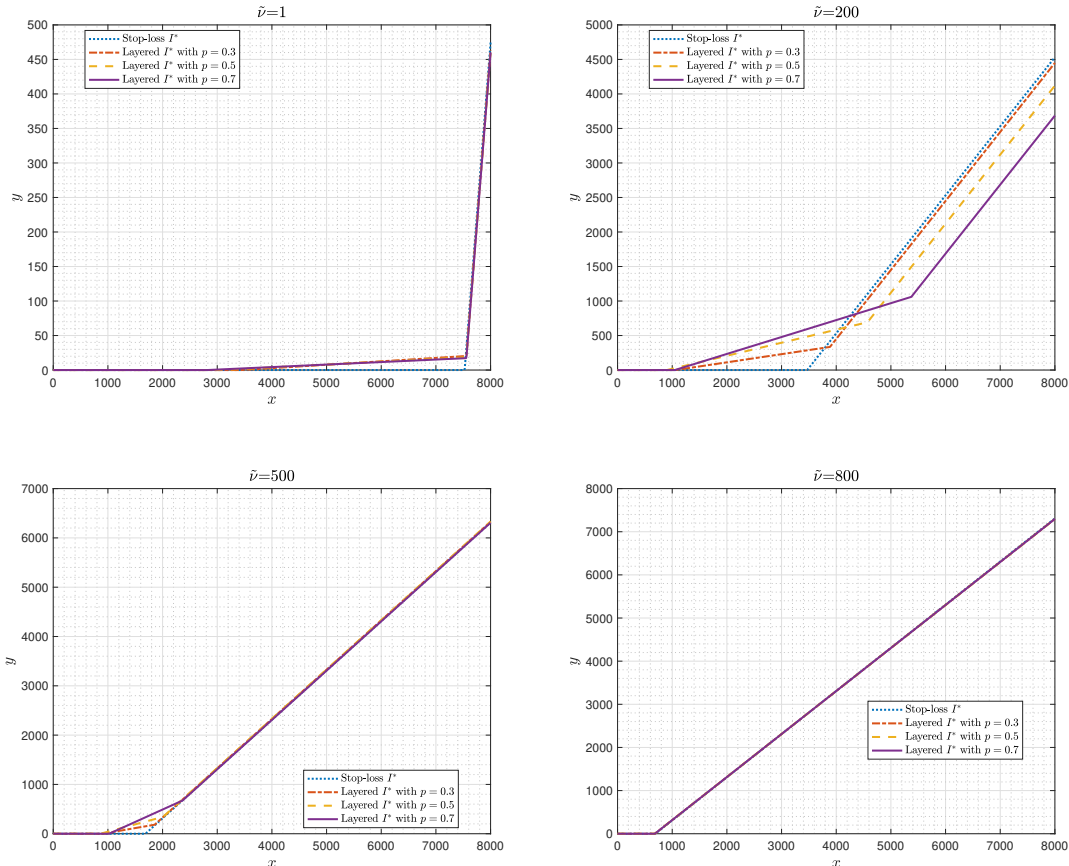 ν̃=1
500
450
400
350
300
250
200
150
100
50
0
y
Stop-loss I*
Layered I* with p = 0.3
Layered I* with p = 0.5
Layered I* with p = 0.7
0 1000 2000 3000 4000 5000 6000 7000 8000
x
ν̃=200
5000
4500
4000
3500
3000
2500
2000
1500
1000
500
0
y
Stop-loss I*
Layered I* with p = 0.3
Layered I* with p = 0.5
Layered I* with p = 0.7
0 1000 2000 3000 4000 5000 6000 7000 8000
x
ν̃=500
7000
6000
5000
4000
3000
2000
1000
0
y
Stop-loss I*
Layered I* with p = 0.3
Layered I* with p = 0.5
Layered I* with p = 0.7
0 1000 2000 3000 4000 5000 6000 7000 8000
x
ν̃=800
8000
7000
6000
5000
4000
3000
2000
1000
0
y
Stop-loss I*
Layered I* with p = 0.3
Layered I* with p = 0.5
Layered I* with p = 0.7
0 1000 2000 3000 4000 5000 6000 7000 8000
x